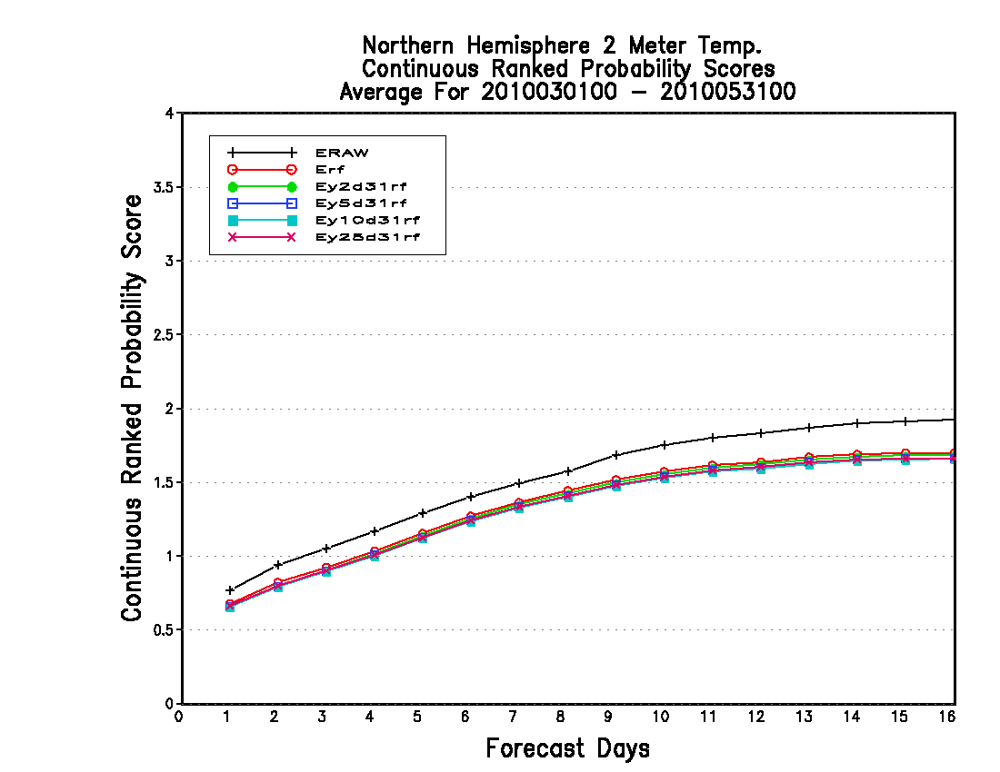 Northern Hemisphere 2 Meter Temp.
Continuous Ranked Probability Scores
Average For 2010030100 – 2010053100
Continuous Ranked Probability Score
4
3.5
3
2.5
2
1.5
1
0.5
0
ERAW
Erf
Ey2d31rf
Ey5d31rf
Ey10d31rf
Ey25d31rf
0 1 2 3 4 5 6 7 8 9 10 11 12 13 14 15 16
Forecast Days